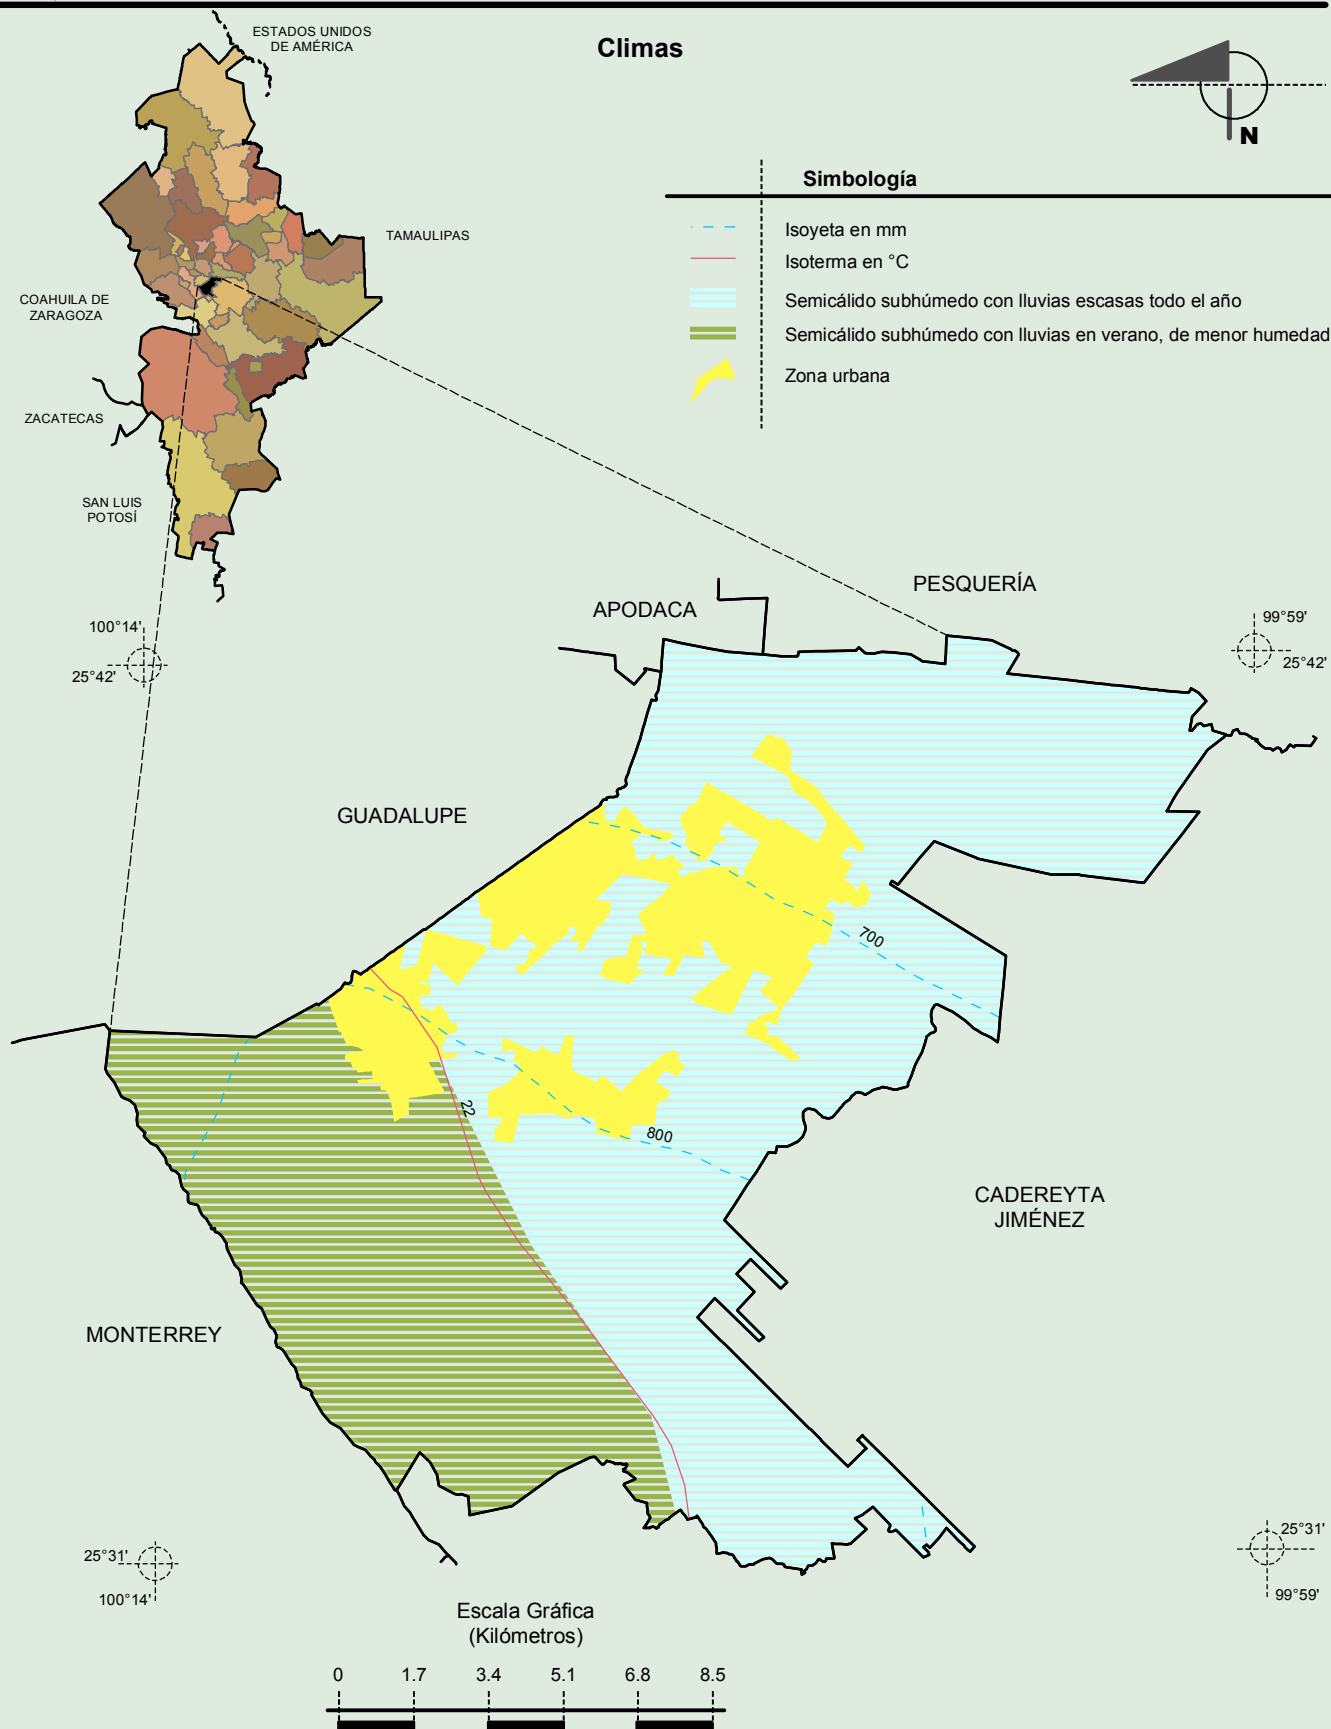 ESTADOS UNIDOS
DE AMÉRICA
Climas
N
Simbología
Isoyeta en mm
Isoterma en °C
Semicálido subhúmedo con lluvias escasas todo el año
Semicálido subhúmedo con lluvias en verano, de menor humedad
Zona urbana
TAMAULIPAS
COAHUILA DE
ZARAGOZA
ZACATECAS
SAN LUIS
POTOSÍ
PESQUERÍA
APODACA
100°14'
25°42'
99°59'
25°42'
GUADALUPE
700
22
800
CADEREYTA
JIMÉNEZ
MONTERREY
25°31'
100°14'
25°31'
99°59'
Escala Gráfica
(Kilómetros)
0 1.7 3.4 5.1 6.8 8.5